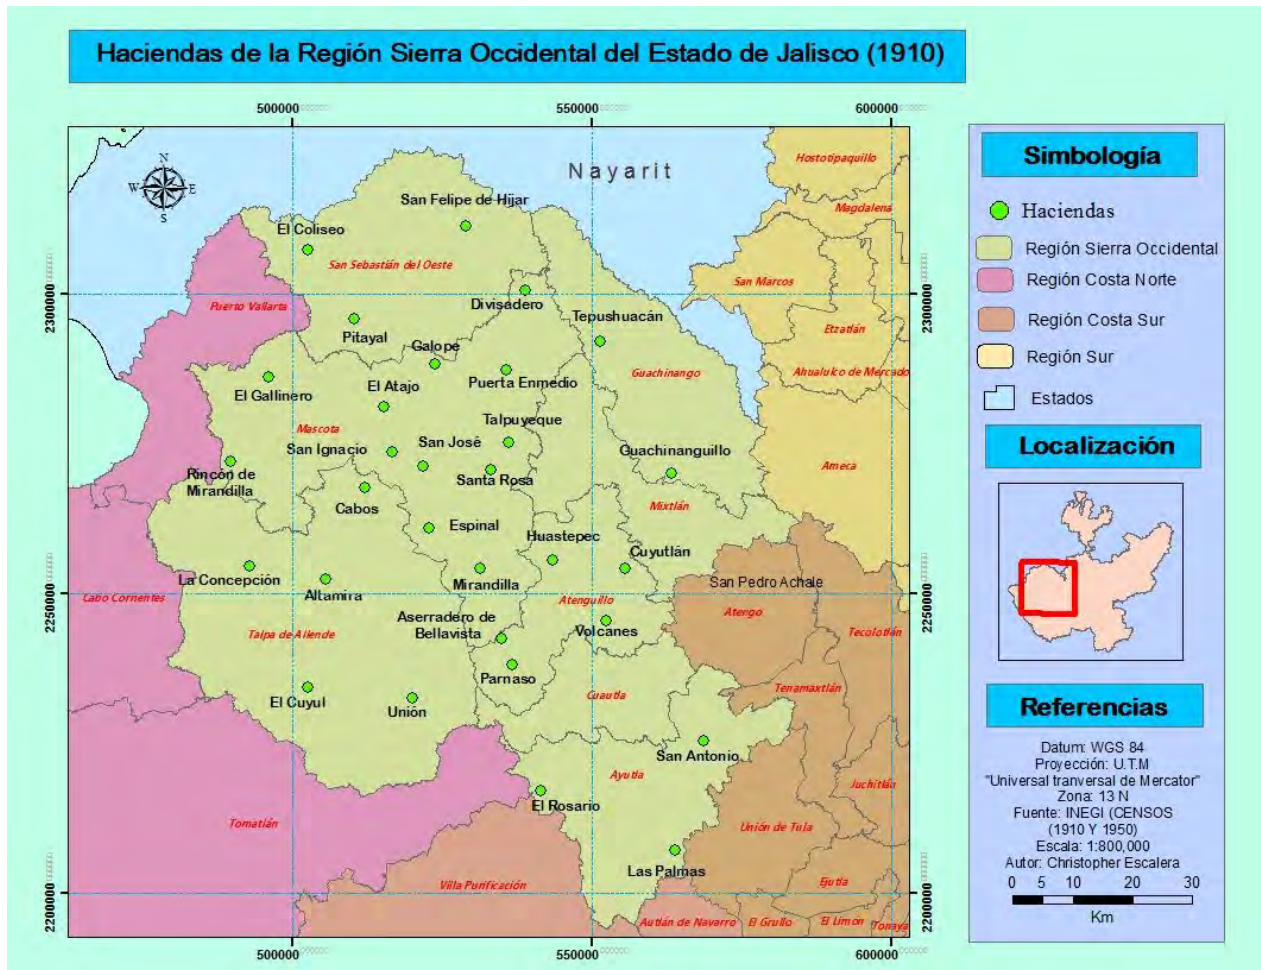 Haciendas de la Región Sierra Occidental del Estado de Jalisco (1910)
500000
550000
600000
Nayarit
N
W
E
S
Hostotipaquillo
Magdalena
San Felipe de Hijar
El Coliseo
San Sebastián del Oeste
San Marcos
2300000
2300000
Puerto Vallarta
Divisadero
Tepushuacán
Etzatlán
Pitayal
Galope
Guachinango
Ahualulco de Mercado
El Gallinero
El Atajo
Puerta Enmedio
Mascota
Talpuyeque
San Ignacio
San José
Guachinanguillo
Ameca
Rincón de
Mirandilla
Santa Rosa
Cabos
Mixtlán
Espinal
Huastepec
Cuyutlán
La Concepción
Altamira
Mirandilla
San Pedro Achale
2250000
2250000
Cabo Corrientes
Atenguillo
Atengo
Talpa de Allende
Aserradero de
Bellavista
Volcanes
Tecolotlán
Parnaso
Cuautla
Tenamaxtlán
El Cuyul
Unión
San Antonio
Ayutla
Juchitlán
El Rosario
Tomatlán
Unión de Tula
Las Palmas
Villa Purificación
Ejutla
2200000
2200000
Autlán de Navarro
El Grullo
El Limon
Tonaya
500000
550000
600000
Simbología
Haciendas
Región Sierra Occidental
Región Costa Norte
Región Costa Sur
Región Sur
Estados
Localización
Referencias
Datum: WGS 84
Proyección: U.T.M
"Universal tranversal de Mercator"
Zona: 13 N
Fuente: INEGI (CENSOS
(1910 Y 1950)
Escala: 1:800,000
Autor: Christopher Escalera
0 5 10 20 30
Km